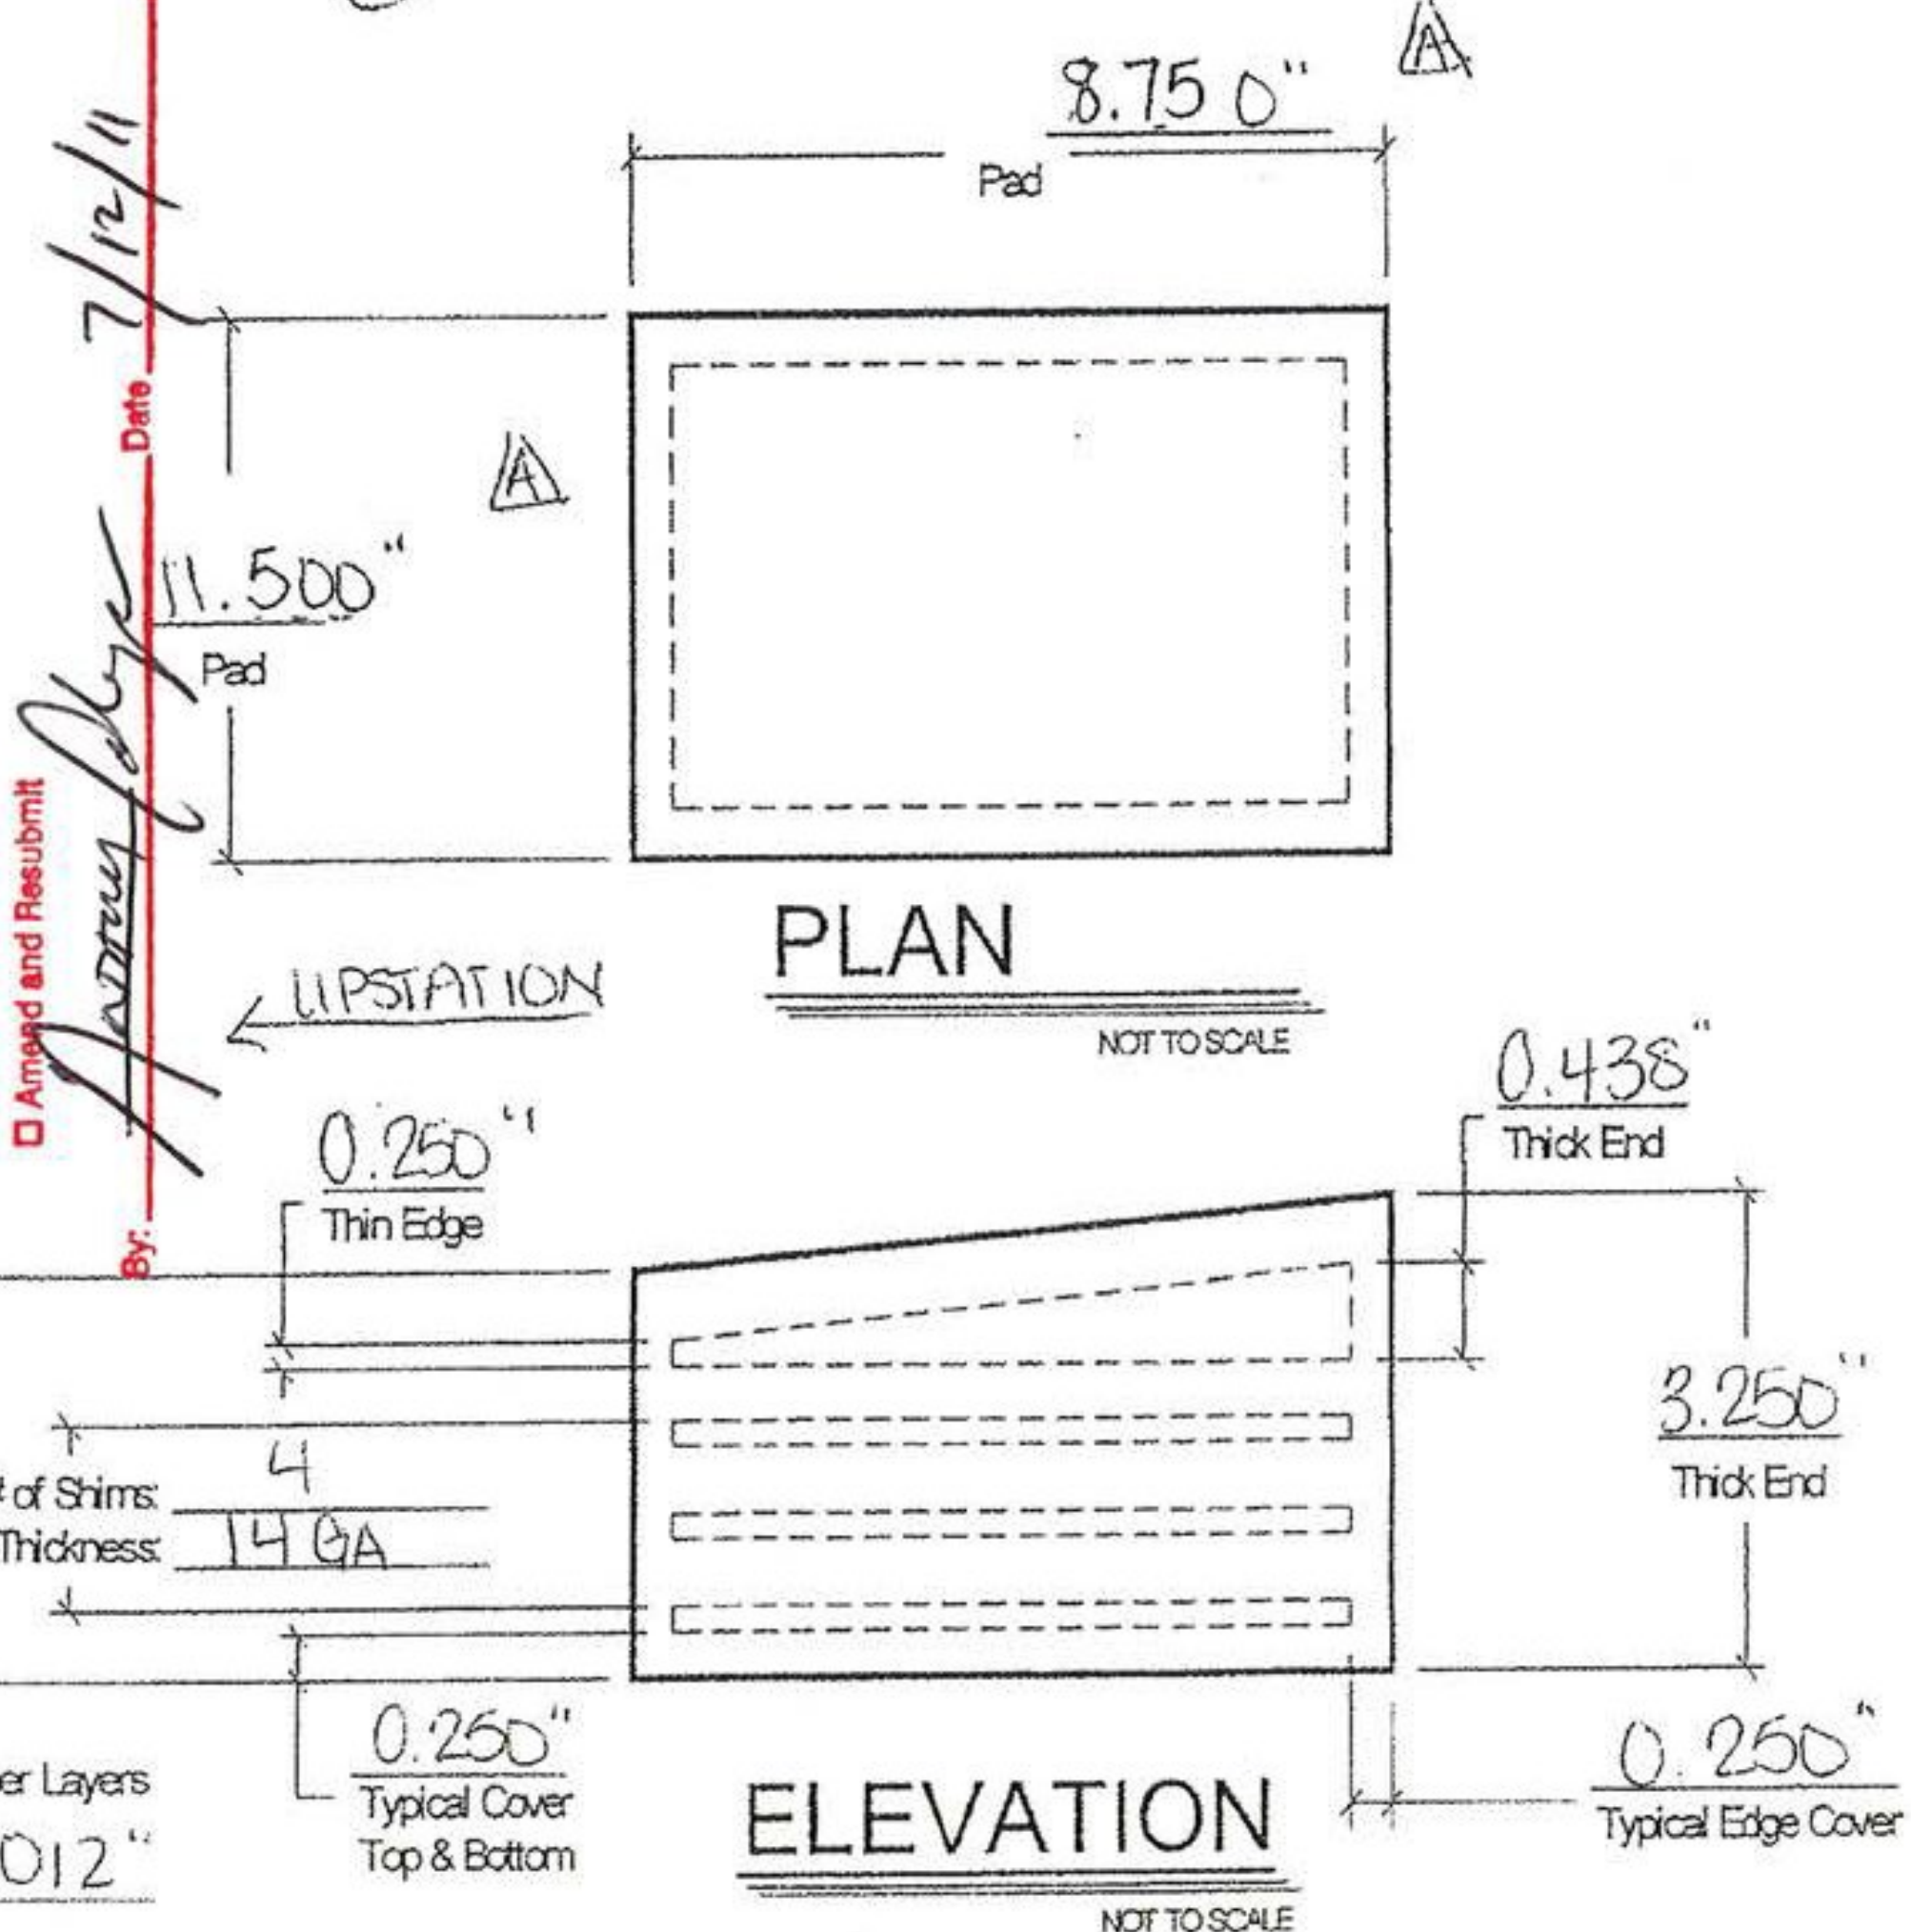 A
8.750"
Pad
7/12/11
Date
A
11.500"
Pad
Amend and Resubmit
By:
PLAN
NOT TO SCALE
← UPSTATION
0.438"
Thick End
0.250"
Thin Edge
3.250"
Thick End
of Shims: 4
Thickness: 14 GA
0.250"
Typical Cover
Top & Bottom
0.250"
Typical Edge Cover
er Layers
012"
ELEVATION
NOT TO SCALE